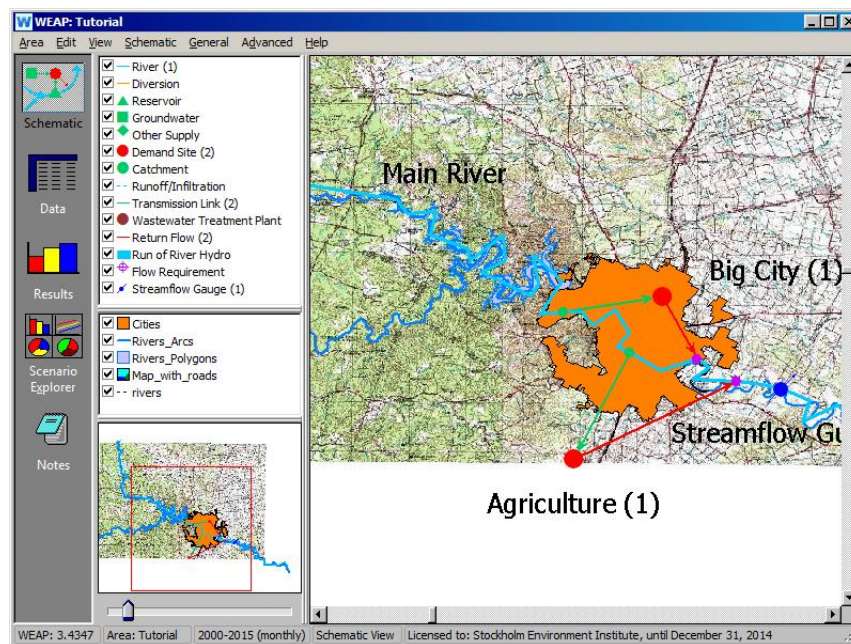 WEAP: Tutorial
Area Edit View Schematic General Advanced Help
Schematic
Data
Results
Scenario
Explorer
Notes
River (1)
Diversion
Reservoir
Groundwater
Other Supply
Demand Site (2)
Catchment
Runoff/Infiltration
Transmission Link (2)
Wastewater Treatment Plant
Return Flow (2)
Run of River Hydro
Flow Requirement
Streamflow Gauge (1)
Cities
Rivers_Arcs
Rivers_Polygons
Map_with_roads
rivers
Main River
Big City (1)
Streamflow Gu
Agriculture (1)
WEAP: 3.4347 Area: Tutorial 2000-2015 (monthly) Schematic View Licensed to: Stockholm Environment Institute, until December 31, 2014